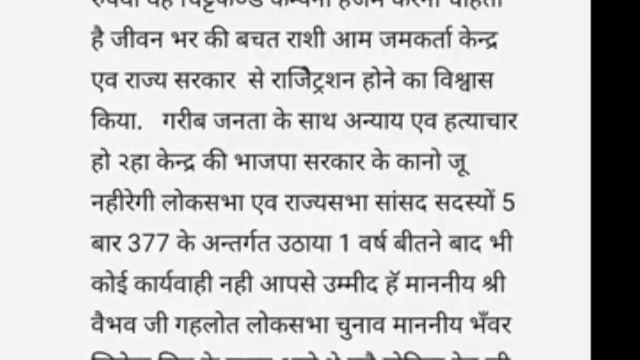 है जीवन भर की बचत राशी आम जमकर्ता केन्द्र
एव राज्य सरकार से राजिट्रेशन होने का विश्वास
किया. गरीब जनता के साथ अन्याय एव हत्याचार
हो २हा केन्द्र की भाजपा सरकार के कानो जू
नहीरेगी लोकसभा एव राज्यसभा सांसद सदस्यों 5
बार 377 के अन्तर्गत उठाया 1 वर्ष बीतने बाद भी
कोई कार्यवाही नही आपसे उम्मीद हॅ माननीय श्री
वैभव जी गहलोत लोकसभा चुनाव माननीय भँवर